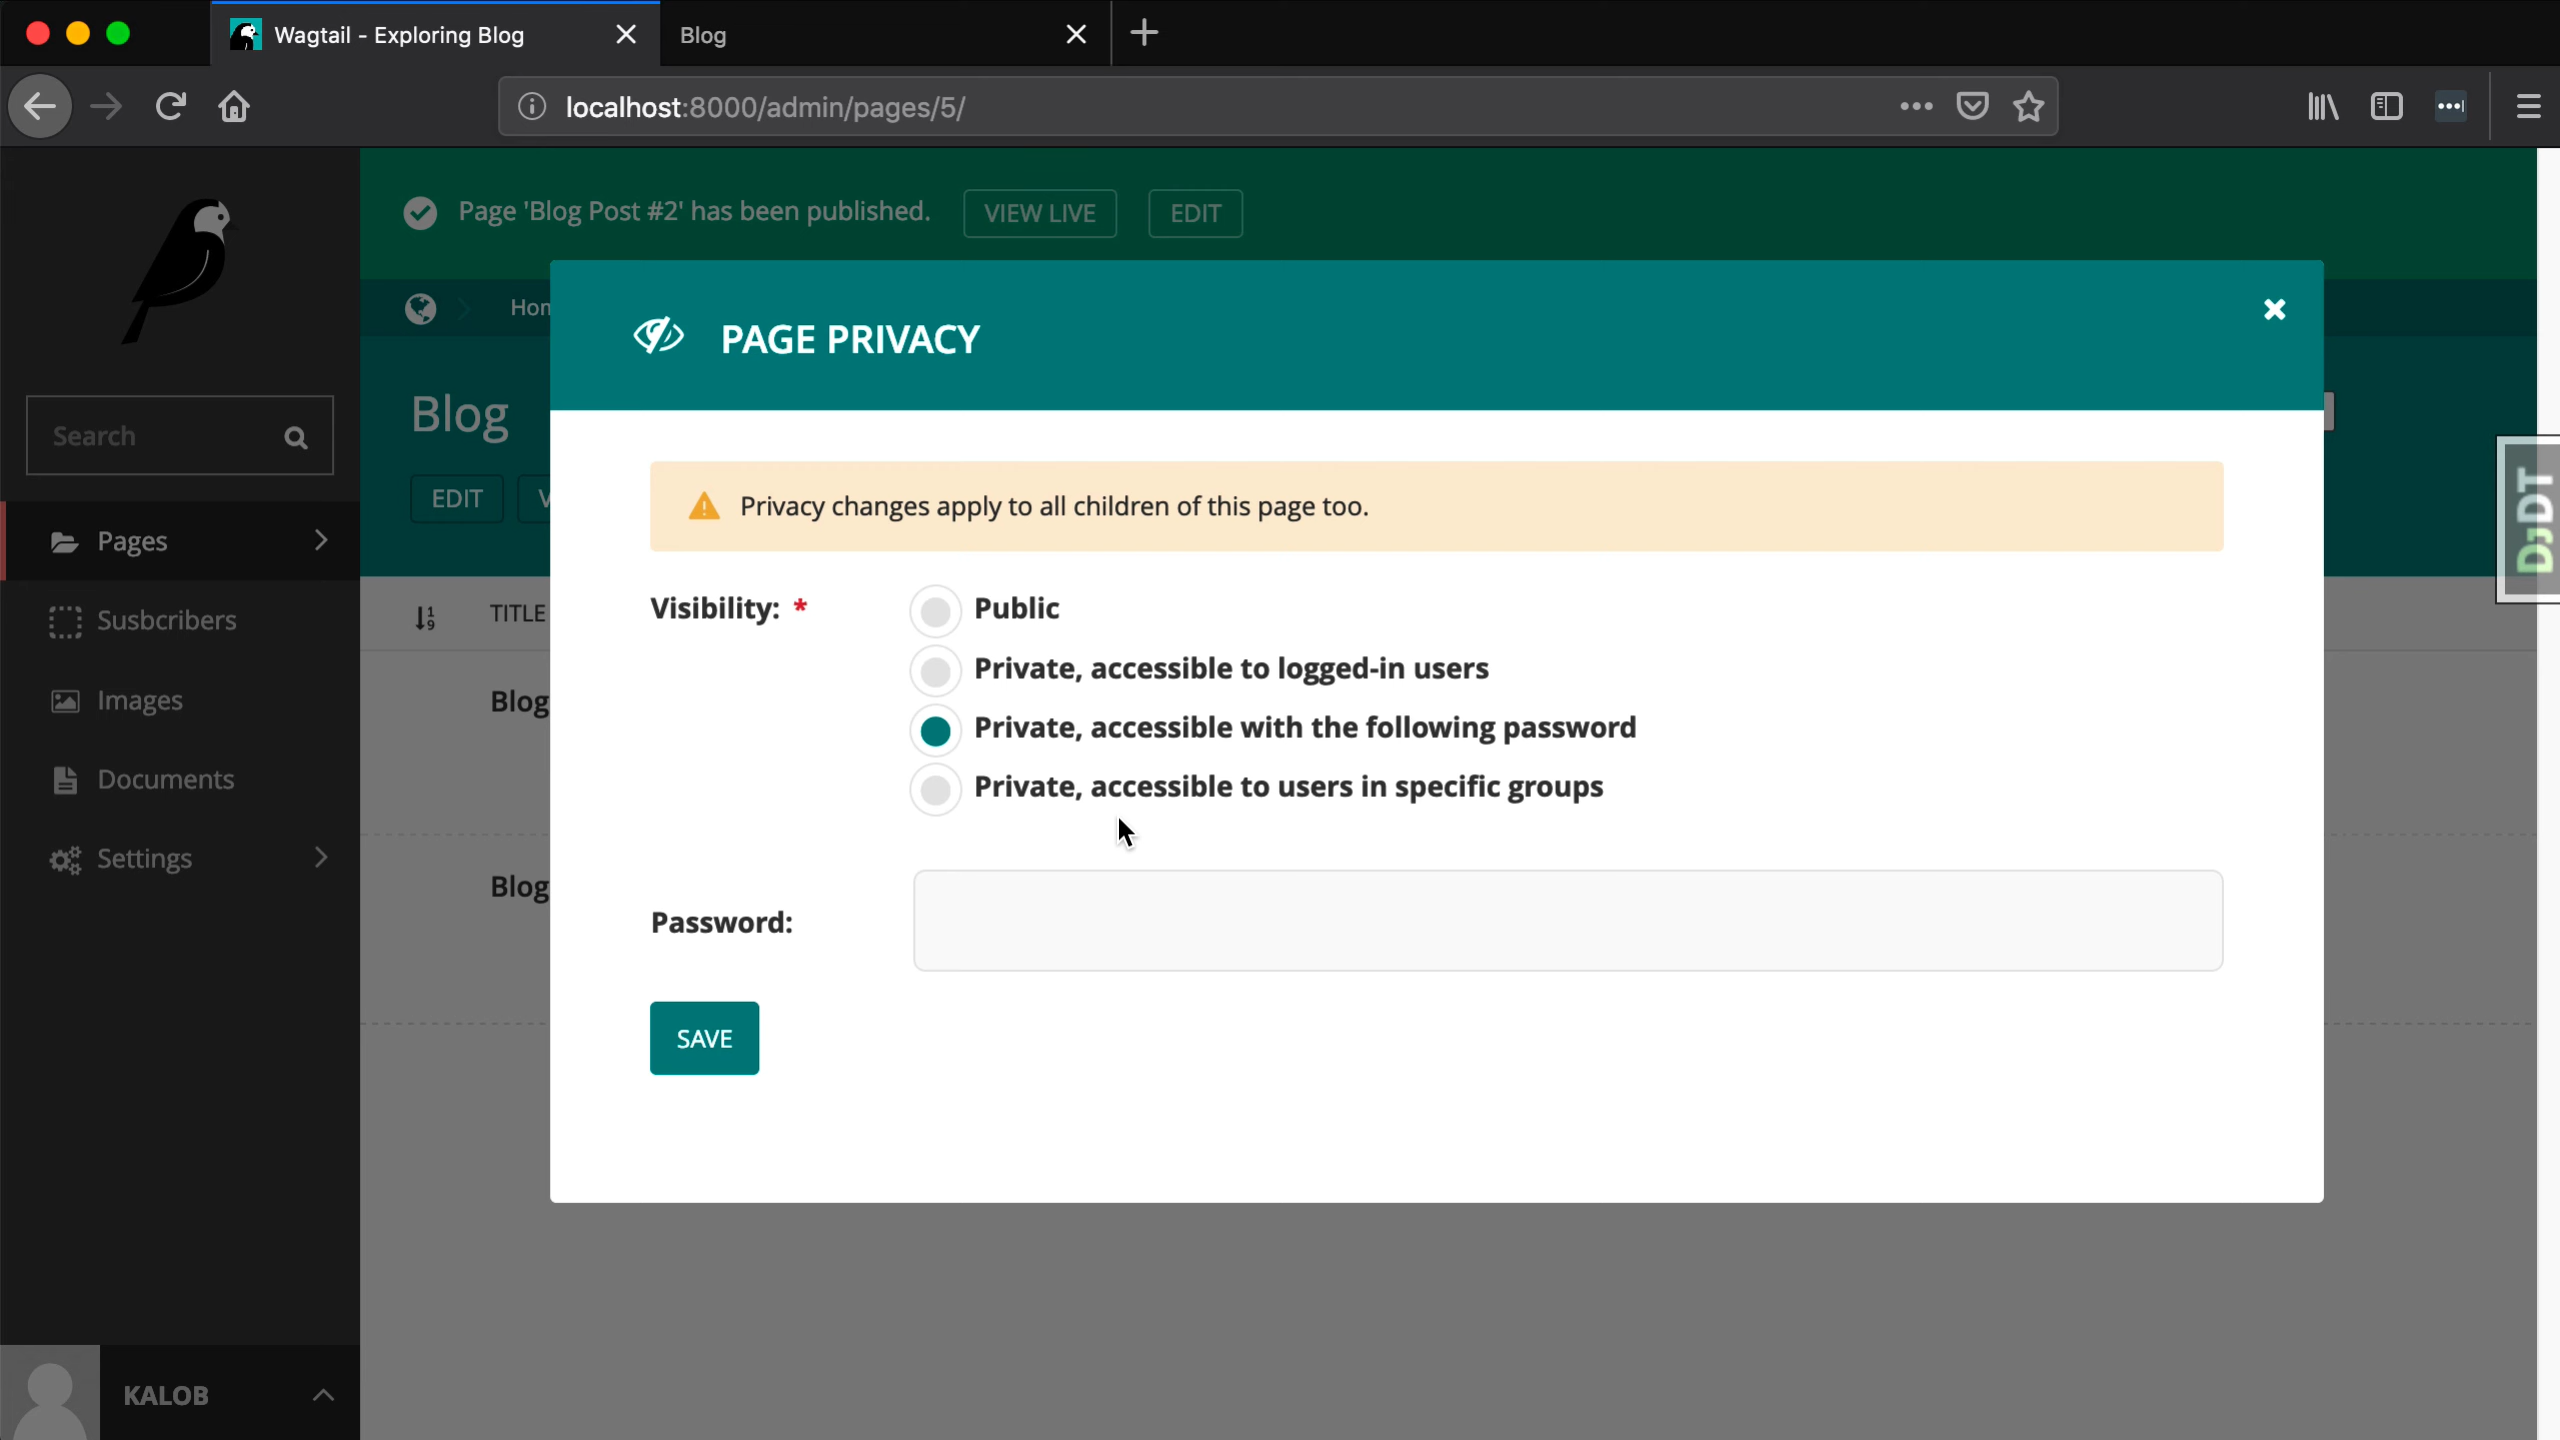 Wagtail - Exploring Blog
Blog
localhost:8000/admin/pages/5/
Page 'Blog Post #2' has been published.
VIEW LIVE
EDIT
Hom
PAGE PRIVACY
Search
Blog
EDIT
V
DjDT
Privacy changes apply to all children of this page too.
Pages
Visibility: *
Public
TITLE
Susbcribers
Private, accessible to logged-in users
Images
Blog
Private, accessible with the following password
Documents
Private, accessible to users in specific groups
Settings
Blog
Password:
SAVE
KALOB